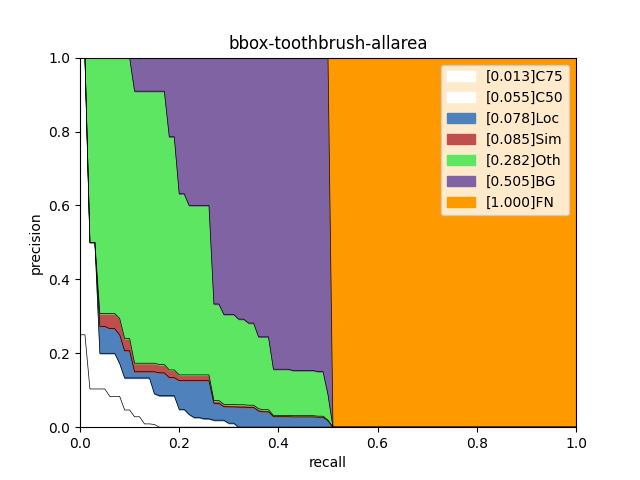 bbox-toothbrush-allarea
1.0
0.8
0.6
0.4
0.2
0.0
precision
[0.013]C75
[0.055]C50
[0.078]Loc
[0.085]Sim
[0.282]Oth
[0.505]BG
[1.000]FN
0.0 0.2 0.4 0.6 0.8 1.0
recall